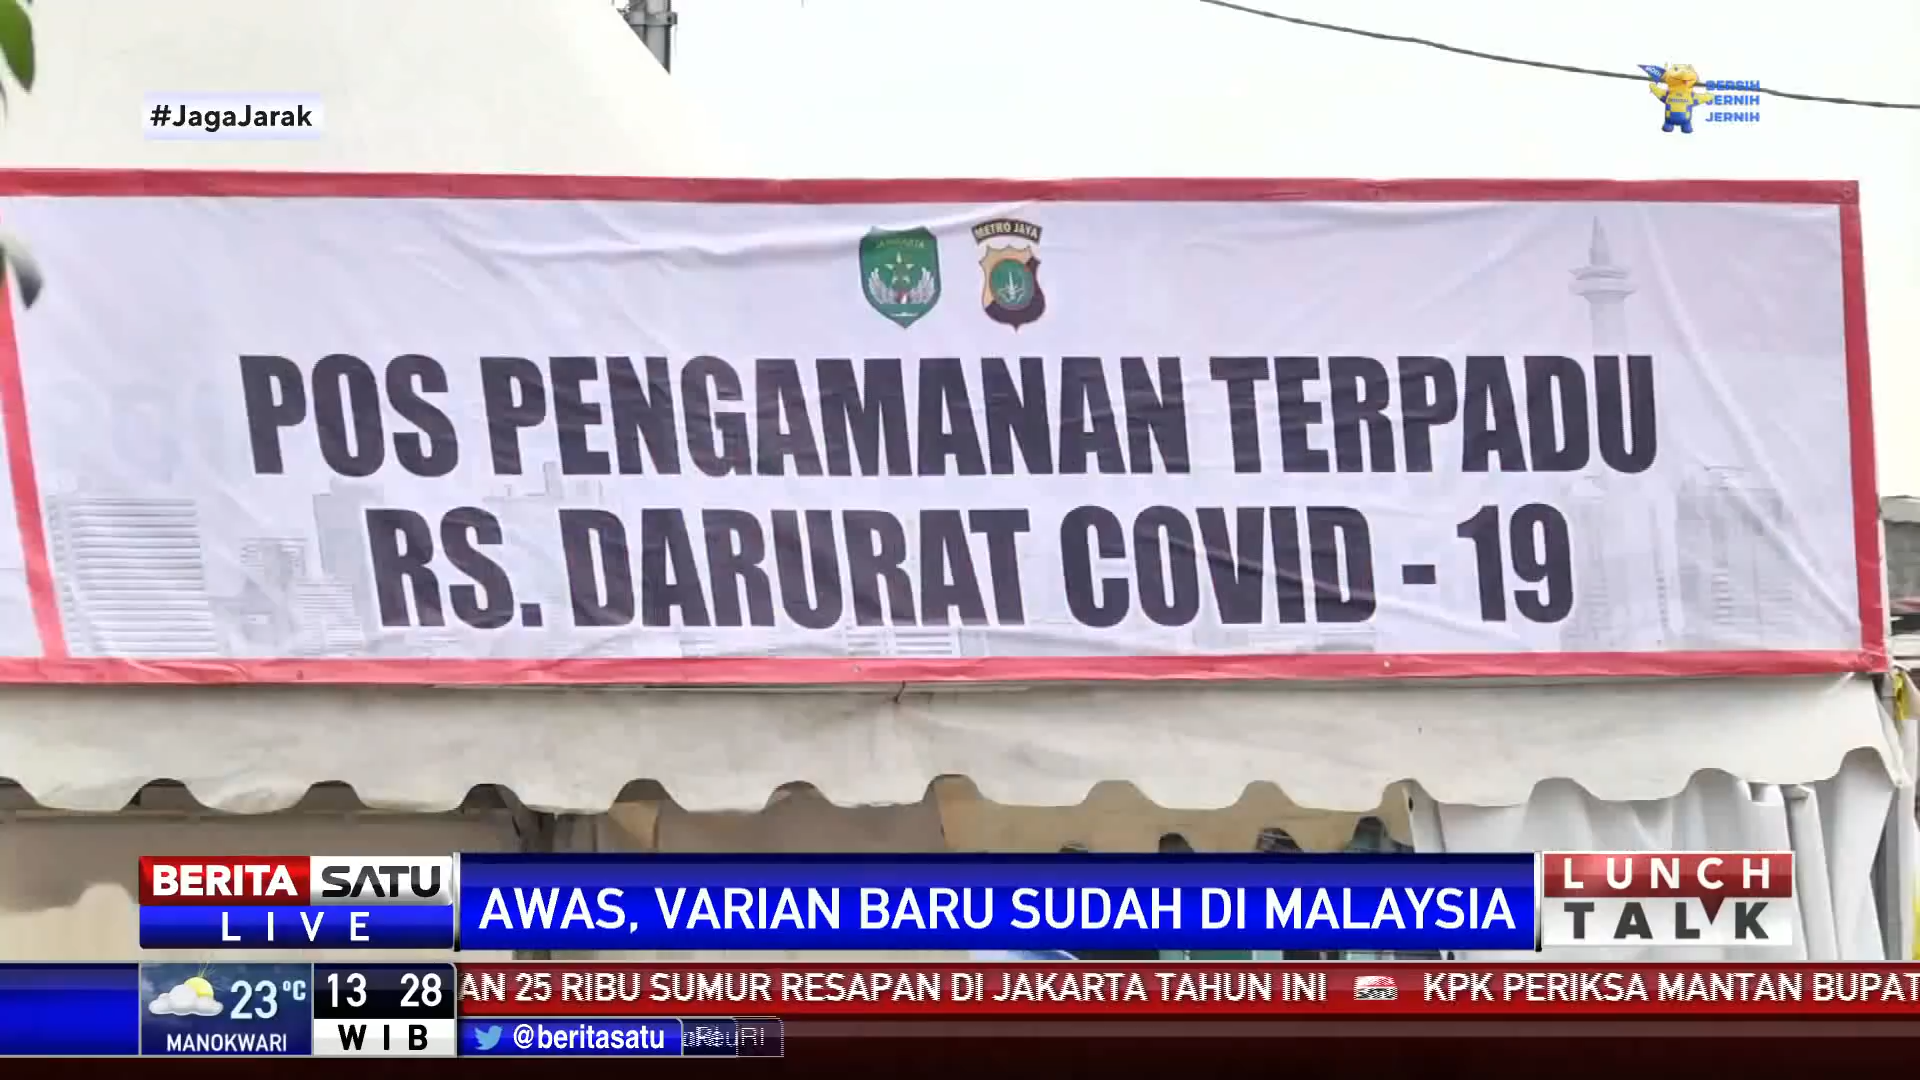 #JagaJarak
BERSIH
JERNIH
JERNIH
JAYAKARTA
METRO JAYA
POS PENGAMANAN TERPADU
RS. DARURAT COVID - 19
BERITA SATU
LIVE
AWAS, VARIAN BARU SUDAH DI MALAYSIA
LUNCH
TALK
23°C
MANOKWARI
13 28
WIB
AN 25 RIBU SUMUR RESAPAN DI JAKARTA TAHUN INI KPK PERIKSA MANTAN BUPAT
@beritasatu